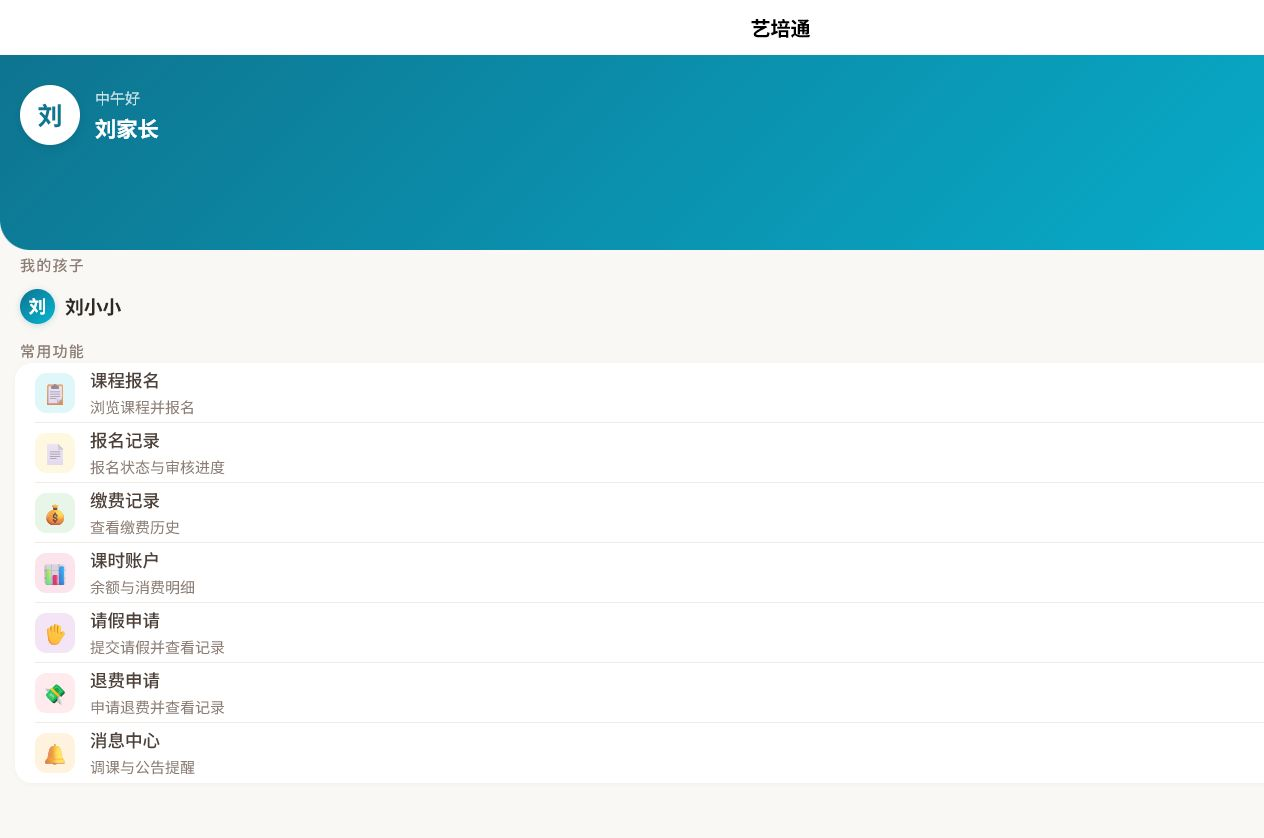 艺培通
刘
中午好
刘家长
我的孩子
刘
刘小小
常用功能
课程报名
浏览课程并报名
报名记录
报名状态与审核进度
缴费记录
查看缴费历史
课时账户
余额与消费明细
请假申请
提交请假并查看记录
退费申请
申请退费并查看记录
消息中心
调课与公告提醒